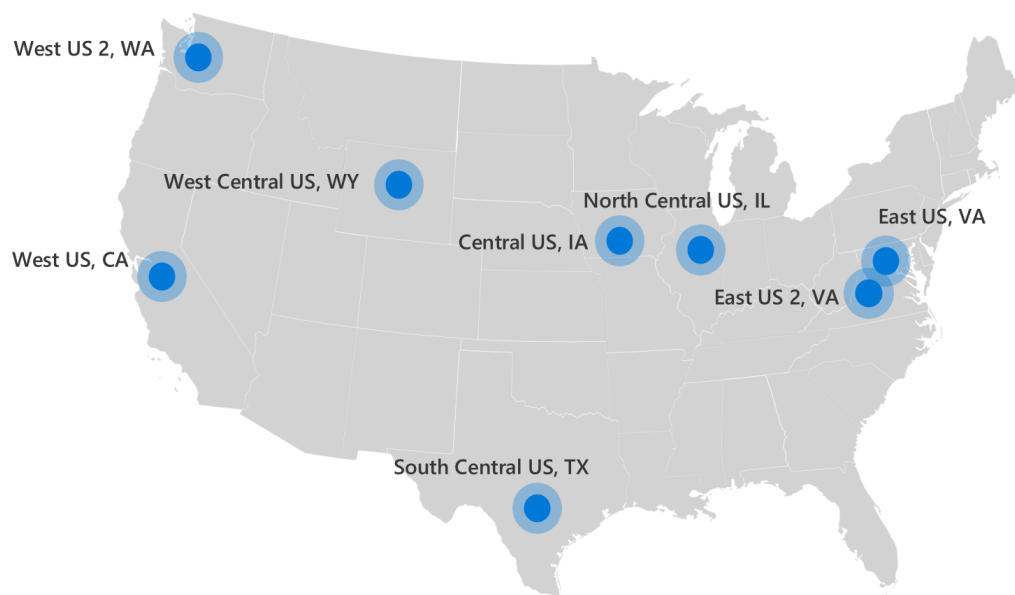 West US 2, WA
West Central US, WY
North Central US, IL
East US, VA
Central US, IA
West US, CA
East US 2, VA
South Central US, TX